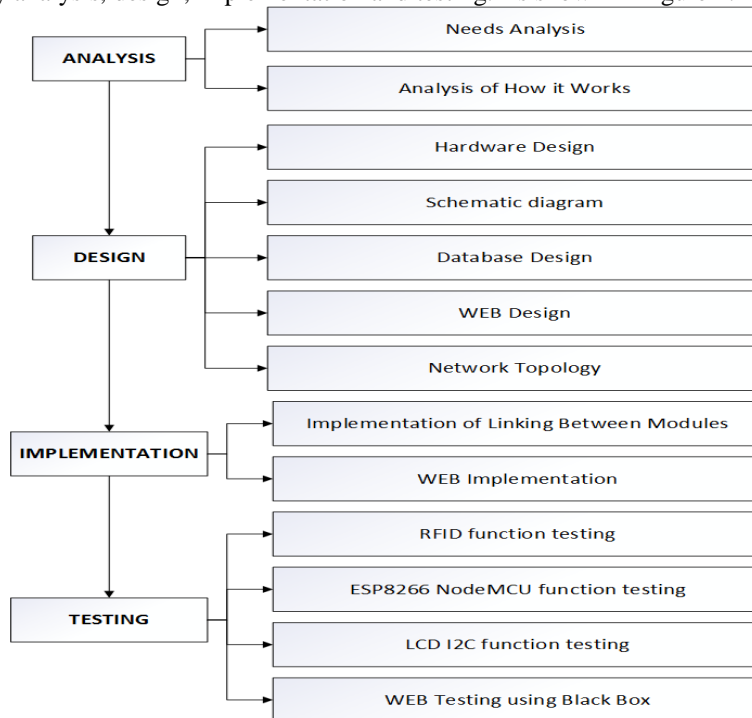 analysis, design,
ANALYSIS
Needs Analysis
Analysis of How it Works
DESIGN
Hardware Design
Schematic diagram
Database Design
WEB Design
Network Topology
IMPLEMENTATION
Implementation of Linking Between Modules
WEB Implementation
TESTING
RFID function testing
ESP8266 NodeMCU function testing
LCD I2C function testing
WEB Testing using Black Box